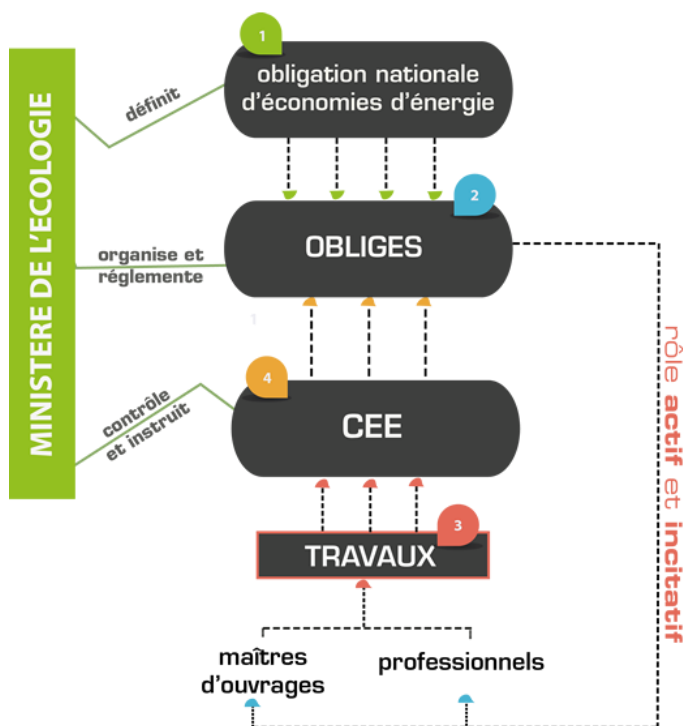 MINISTERE DE L'ECOLOGIE
1
obligation nationale
d'économies d'énergie
définit
2
OBLIGES
organise et
réglemente
1
4
CEE
contrôle
et instruit
3
TRAVAUX
maîtres
d'ouvrages
professionnels
rôle actif et incitatif